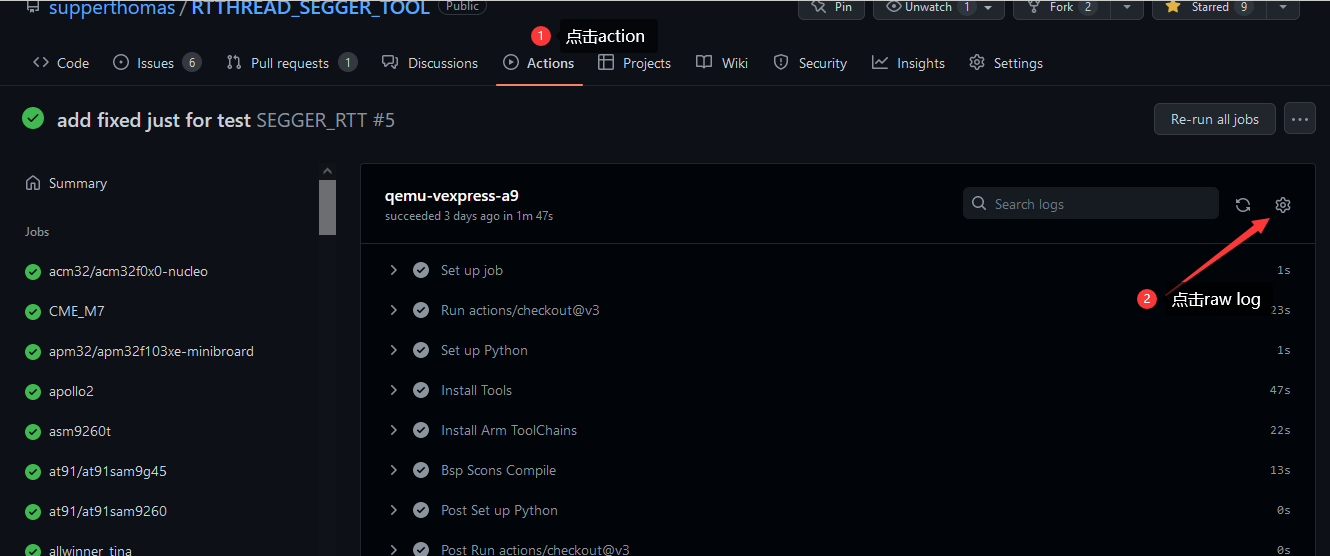 supperthomas / RTTHREAD_SEGGER_TOOL Public
Pin Unwatch 1 Fork 2 Starred 9
1 点击action
Code Issues 6 Pull requests 1 Discussions Actions Projects Wiki Security Insights Settings
add fixed just for test SEGGER_RTT #5
Re-run all jobs ...
Summary
Jobs
acm32/acm32f0x0-nucleo
CME_M7
apm32/apm32f103xe-minibroard
apollo2
asm9260t
at91/at91sam9g45
at91/at91sam9260
allwinner_tina
qemu-vexpress-a9
succeeded 3 days ago in 1m 47s
Search logs
2 点击raw log
Set up job 1s
Run actions/checkout@v3 23s
Set up Python 1s
Install Tools 47s
Install Arm ToolChains 22s
Bsp Scons Compile 13s
Post Set up Python 0s
Post Run actions/checkout@v3 0s